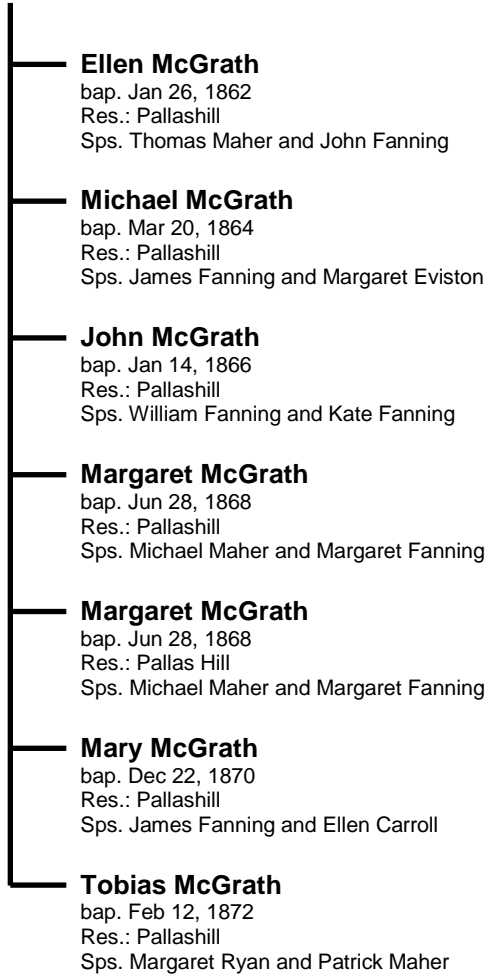 Ellen McGrath
bap. Jan 26, 1862
Res.: Pallashill
Sps. Thomas Maher and John Fanning
Michael McGrath
bap. Mar 20, 1864
Res.: Pallashill
Sps. James Fanning and Margaret Eviston
John McGrath
bap. Jan 14, 1866
Res.: Pallashill
Sps. William Fanning and Kate Fanning
Margaret McGrath
bap. Jun 28, 1868
Res.: Pallashill
Sps. Michael Maher and Margaret Fanning
Margaret McGrath
bap. Jun 28, 1868
Res.: Pallas Hill
Sps. Michael Maher and Margaret Fanning
Mary McGrath
bap. Dec 22, 1870
Res.: Pallashill
Sps. James Fanning and Ellen Carroll
Tobias McGrath
bap. Feb 12, 1872
Res.: Pallashill
Sps. Margaret Ryan and Patrick Maher